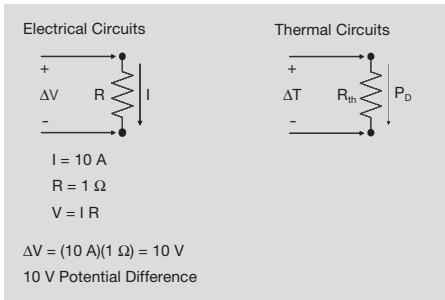 Electrical Circuits
+
ΔV
R
I
-
I = 10 A
R = 1 Ω
V = I R
ΔV = (10 A)(1 Ω) = 10 V
10 V Potential Difference
Thermal Circuits
+
ΔT
Rth
PD
-